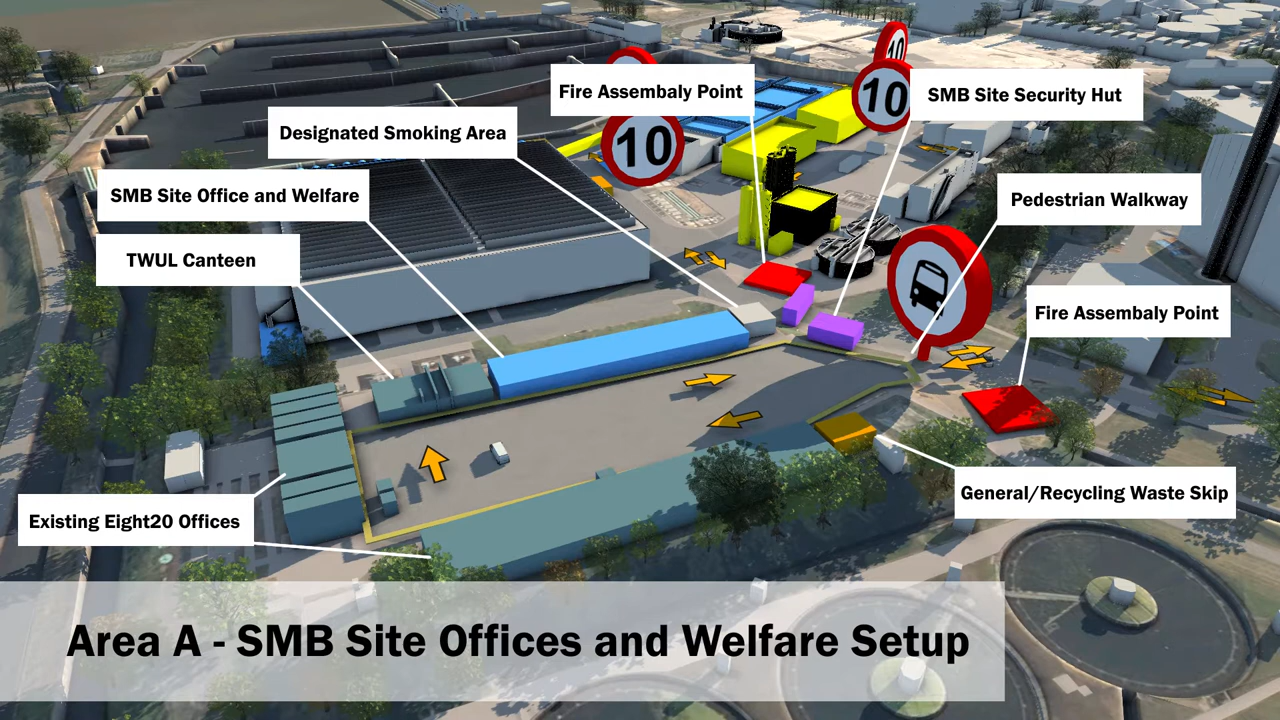 10
Fire Assembaly Point
10
SMB Site Security Hut
Designated Smoking Area
10
SMB Site Office and Welfare
Pedestrian Walkway
TWUL Canteen
Fire Assembaly Point
General/Recycling Waste Skip
Existing Eight20 Offices
Area A - SMB Site Offices and Welfare Setup